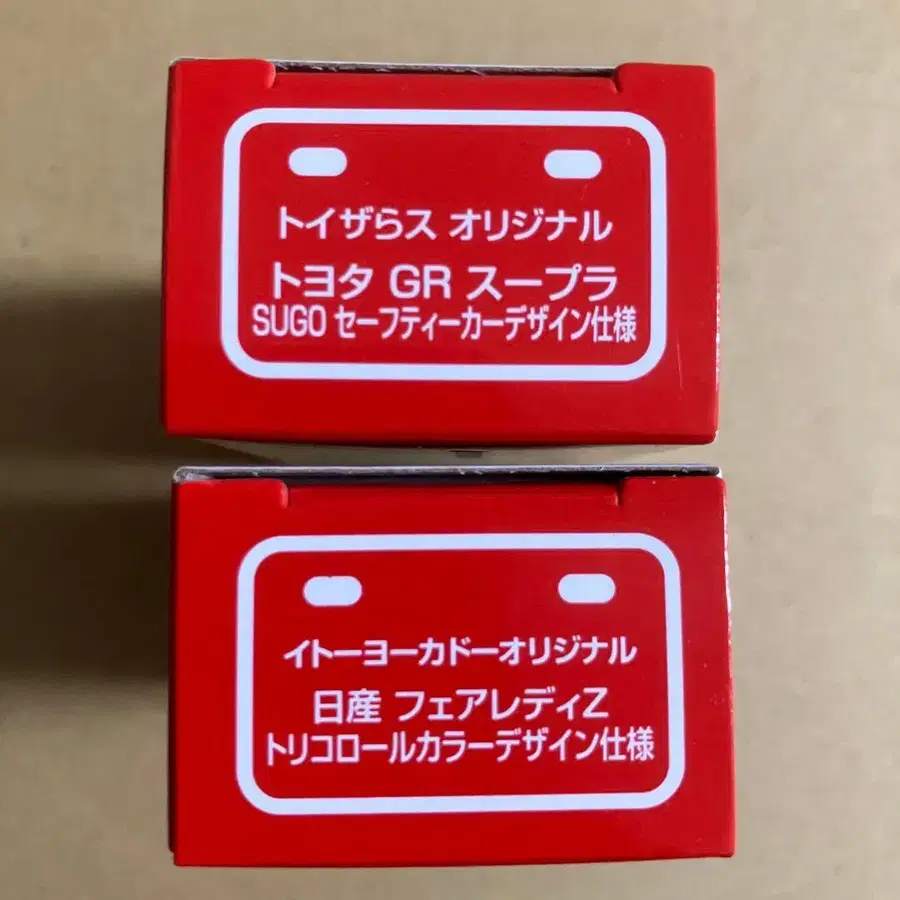 トイザらス オリジナル
トヨタ GR スープラ
SUGO セーフティーカーデザイン仕様
イトーヨーカドーオリジナル
日産 フェアレディZ
トリコロールカラーデザイン仕様